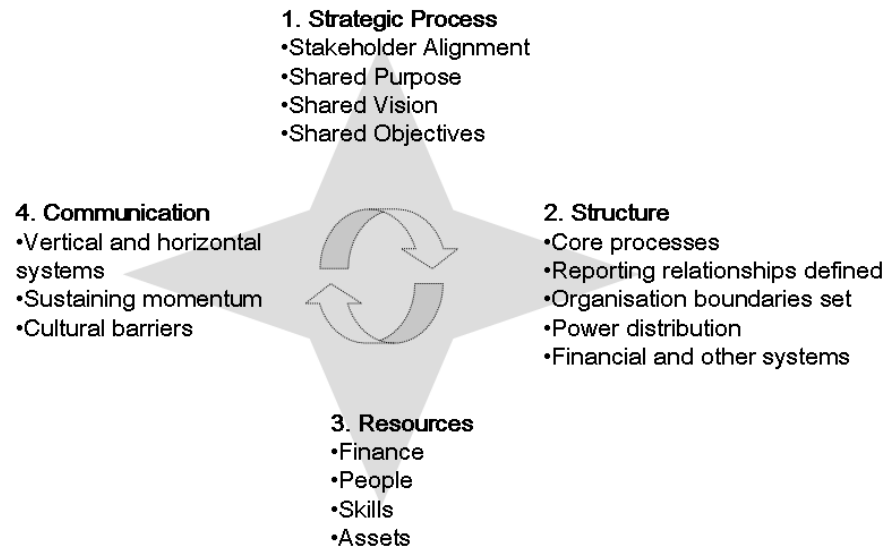 1. Strategic Process
•Stakeholder Alignment
•Shared Purpose
•Shared Vision
•Shared Objectives
4. Communication
•Vertical and horizontal
systems
•Sustaining momentum
•Cultural barriers
2. Structure
•Core processes
•Reporting relationships defined
•Organisation boundaries set
•Power distribution
•Financial and other systems
3. Resources
•Finance
•People
•Skills
•Assets